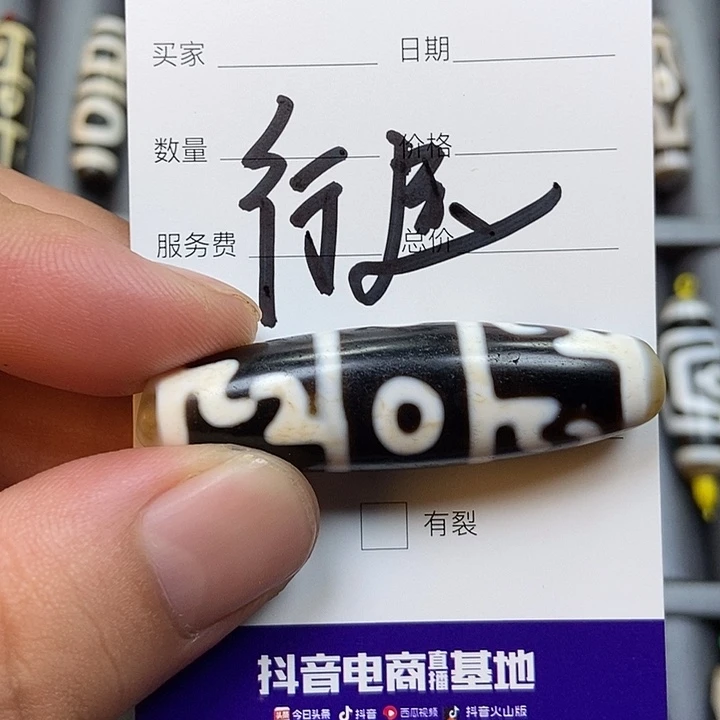 买家 日期
数量 价格
服务费 总价
有裂
抖音电商直播基地
今日头条 抖音 西瓜视频 抖音火山版